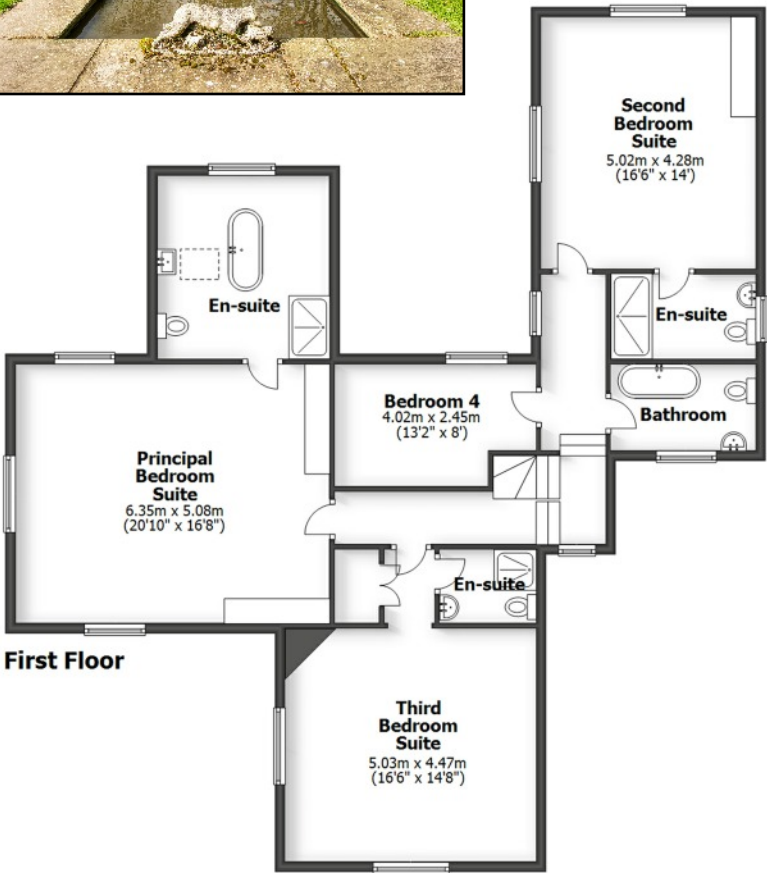 Second
Bedroom
Suite
5.02m x 4.28m
(16'6" x 14')
En-suite
En-suite
Bedroom 4
4.02m x 2.45m
(13'2" x 8')
Bathroom
Principal
Bedroom
Suite
6.35m x 5.08m
(20'10" x 16'8")
En-suite
First Floor
Third
Bedroom
Suite
5.03m x 4.47m
(16'6" x 14'8")